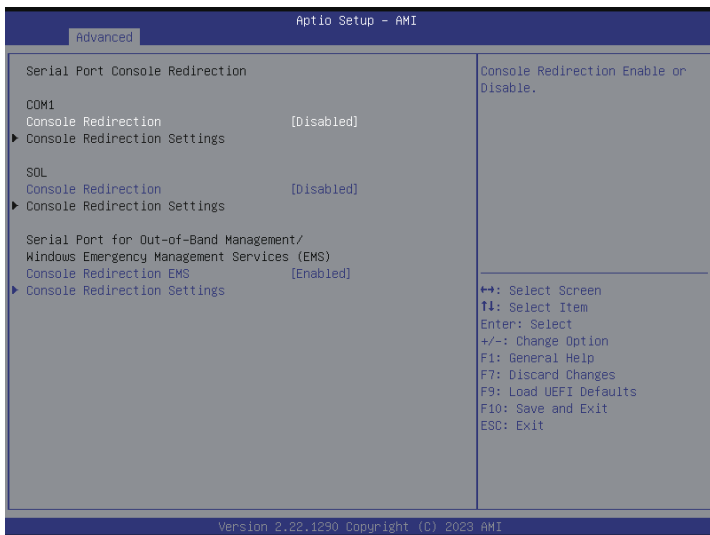 Aptio Setup – AMI
Advanced
Serial Port Console Redirection
COM1
Console Redirection [Disabled]
Console Redirection Settings
SOL
Console Redirection [Disabled]
Console Redirection Settings
Serial Port for Out-of-Band Management/
Windows Emergency Management Services (EMS)
Console Redirection EMS [Enabled]
Console Redirection Settings
Console Redirection Enable or
Disable.
↔: Select Screen
↑↓: Select Item
Enter: Select
+/-: Change Option
F1: General Help
F7: Discard Changes
F9: Load UEFI Defaults
F10: Save and Exit
ESC: Exit
Version 2.22.1290 Copyright (C) 2023 AMI